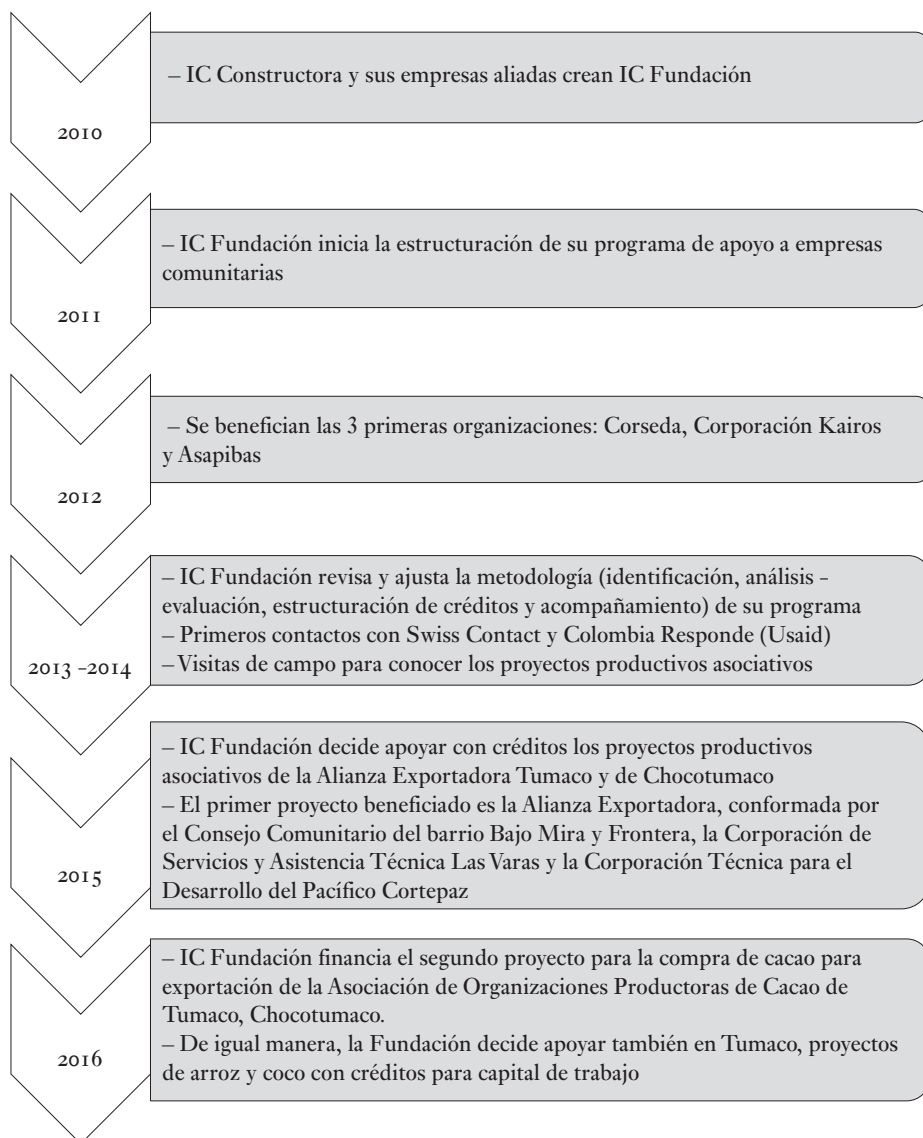 – IC Constructora y sus empresas aliadas crean IC Fundación
2010
– IC Fundación inicia la estructuración de su programa de apoyo a empresas
comunitarias
2011
– Se benefician las 3 primeras organizaciones: Corseda, Corporación Kairos
y Asapibas
2012
– IC Fundación revisa y ajusta la metodología (identificación, análisis -
evaluación, estructuración de créditos y acompañamiento) de su programa
– Primeros contactos con Swiss Contact y Colombia Responde (Usaid)
– Visitas de campo para conocer los proyectos productivos asociativos
2013 -2014
– IC Fundación decide apoyar con créditos los proyectos productivos
asociativos de la Alianza Exportadora Tumaco y de Chocotumaco
– El primer proyecto beneficiado es la Alianza Exportadora, conformada por
el Consejo Comunitario del barrio Bajo Mira y Frontera, la Corporación de
Servicios y Asistencia Técnica Las Varas y la Corporación Técnica para el
Desarrollo del Pacífico Cortepaz
2015
– IC Fundación financia el segundo proyecto para la compra de cacao para
exportación de la Asociación de Organizaciones Productoras de Cacao de
Tumaco, Chocotumaco.
– De igual manera, la Fundación decide apoyar también en Tumaco, proyectos
de arroz y coco con créditos para capital de trabajo
2016